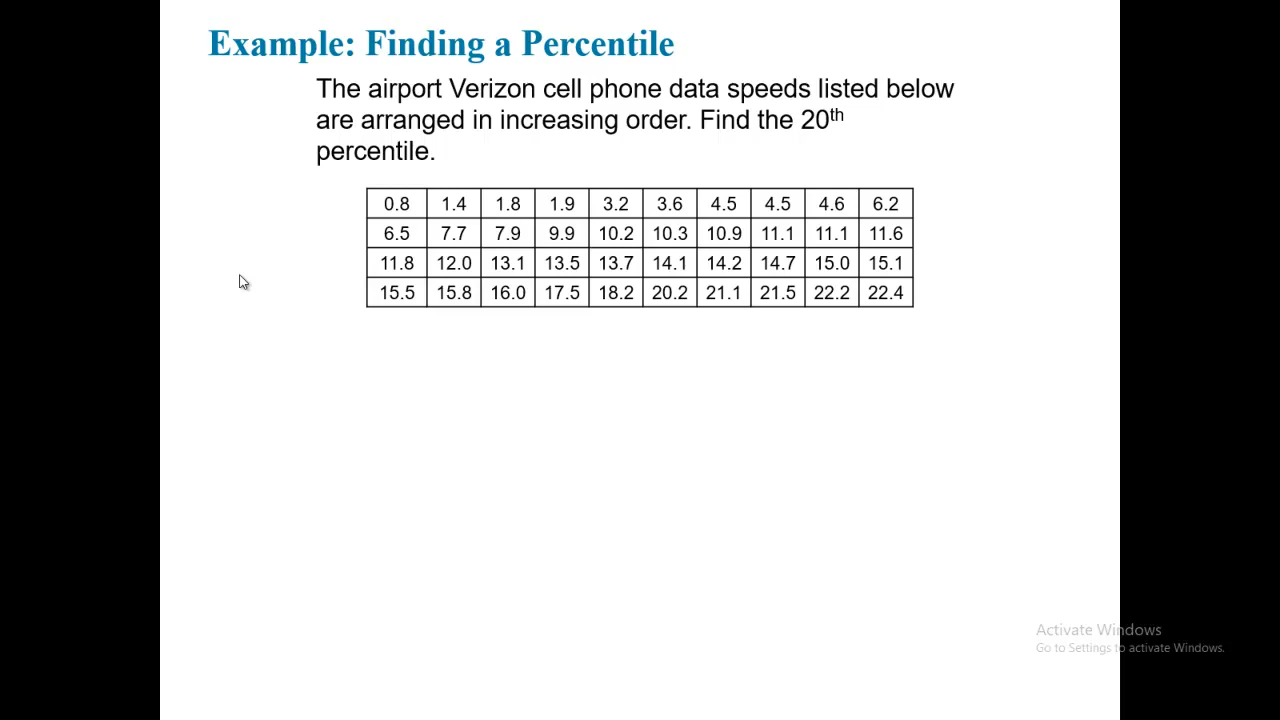 Example: Finding a Percentile
The airport Verizon cell phone data speeds listed below
are arranged in increasing order. Find the 20th
percentile.
0.8 1.4 1.8 1.9 3.2 3.6 4.5 4.5 4.6 6.2
6.5 7.7 7.9 9.9 10.2 10.3 10.9 11.1 11.1 11.6
11.8 12.0 13.1 13.5 13.7 14.1 14.2 14.7 15.0 15.1
15.5 15.8 16.0 17.5 18.2 20.2 21.1 21.5 22.2 22.4
Activate Windows
Go to Settings to activate Windows.